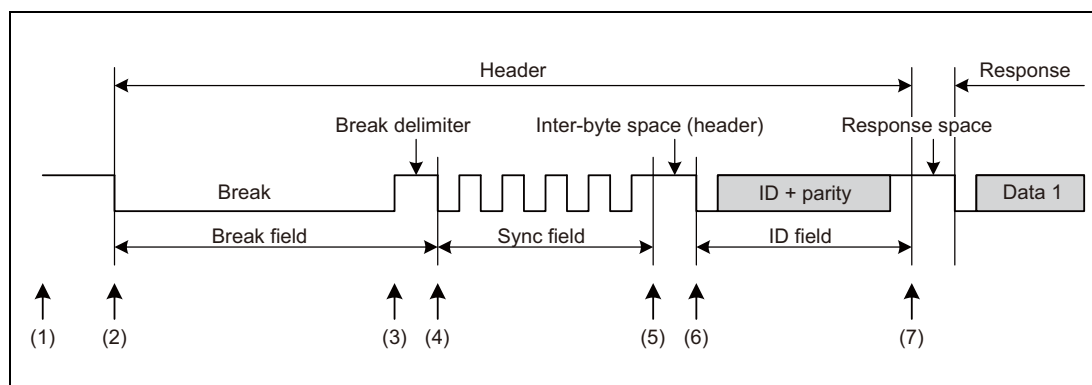 Header
Response
Break delimiter
Inter-byte space (header)
Response space
Break
ID + parity
Data 1
Break field
Sync field
ID field
(1)
(2)
(3)
(4)
(5)
(6)
(7)